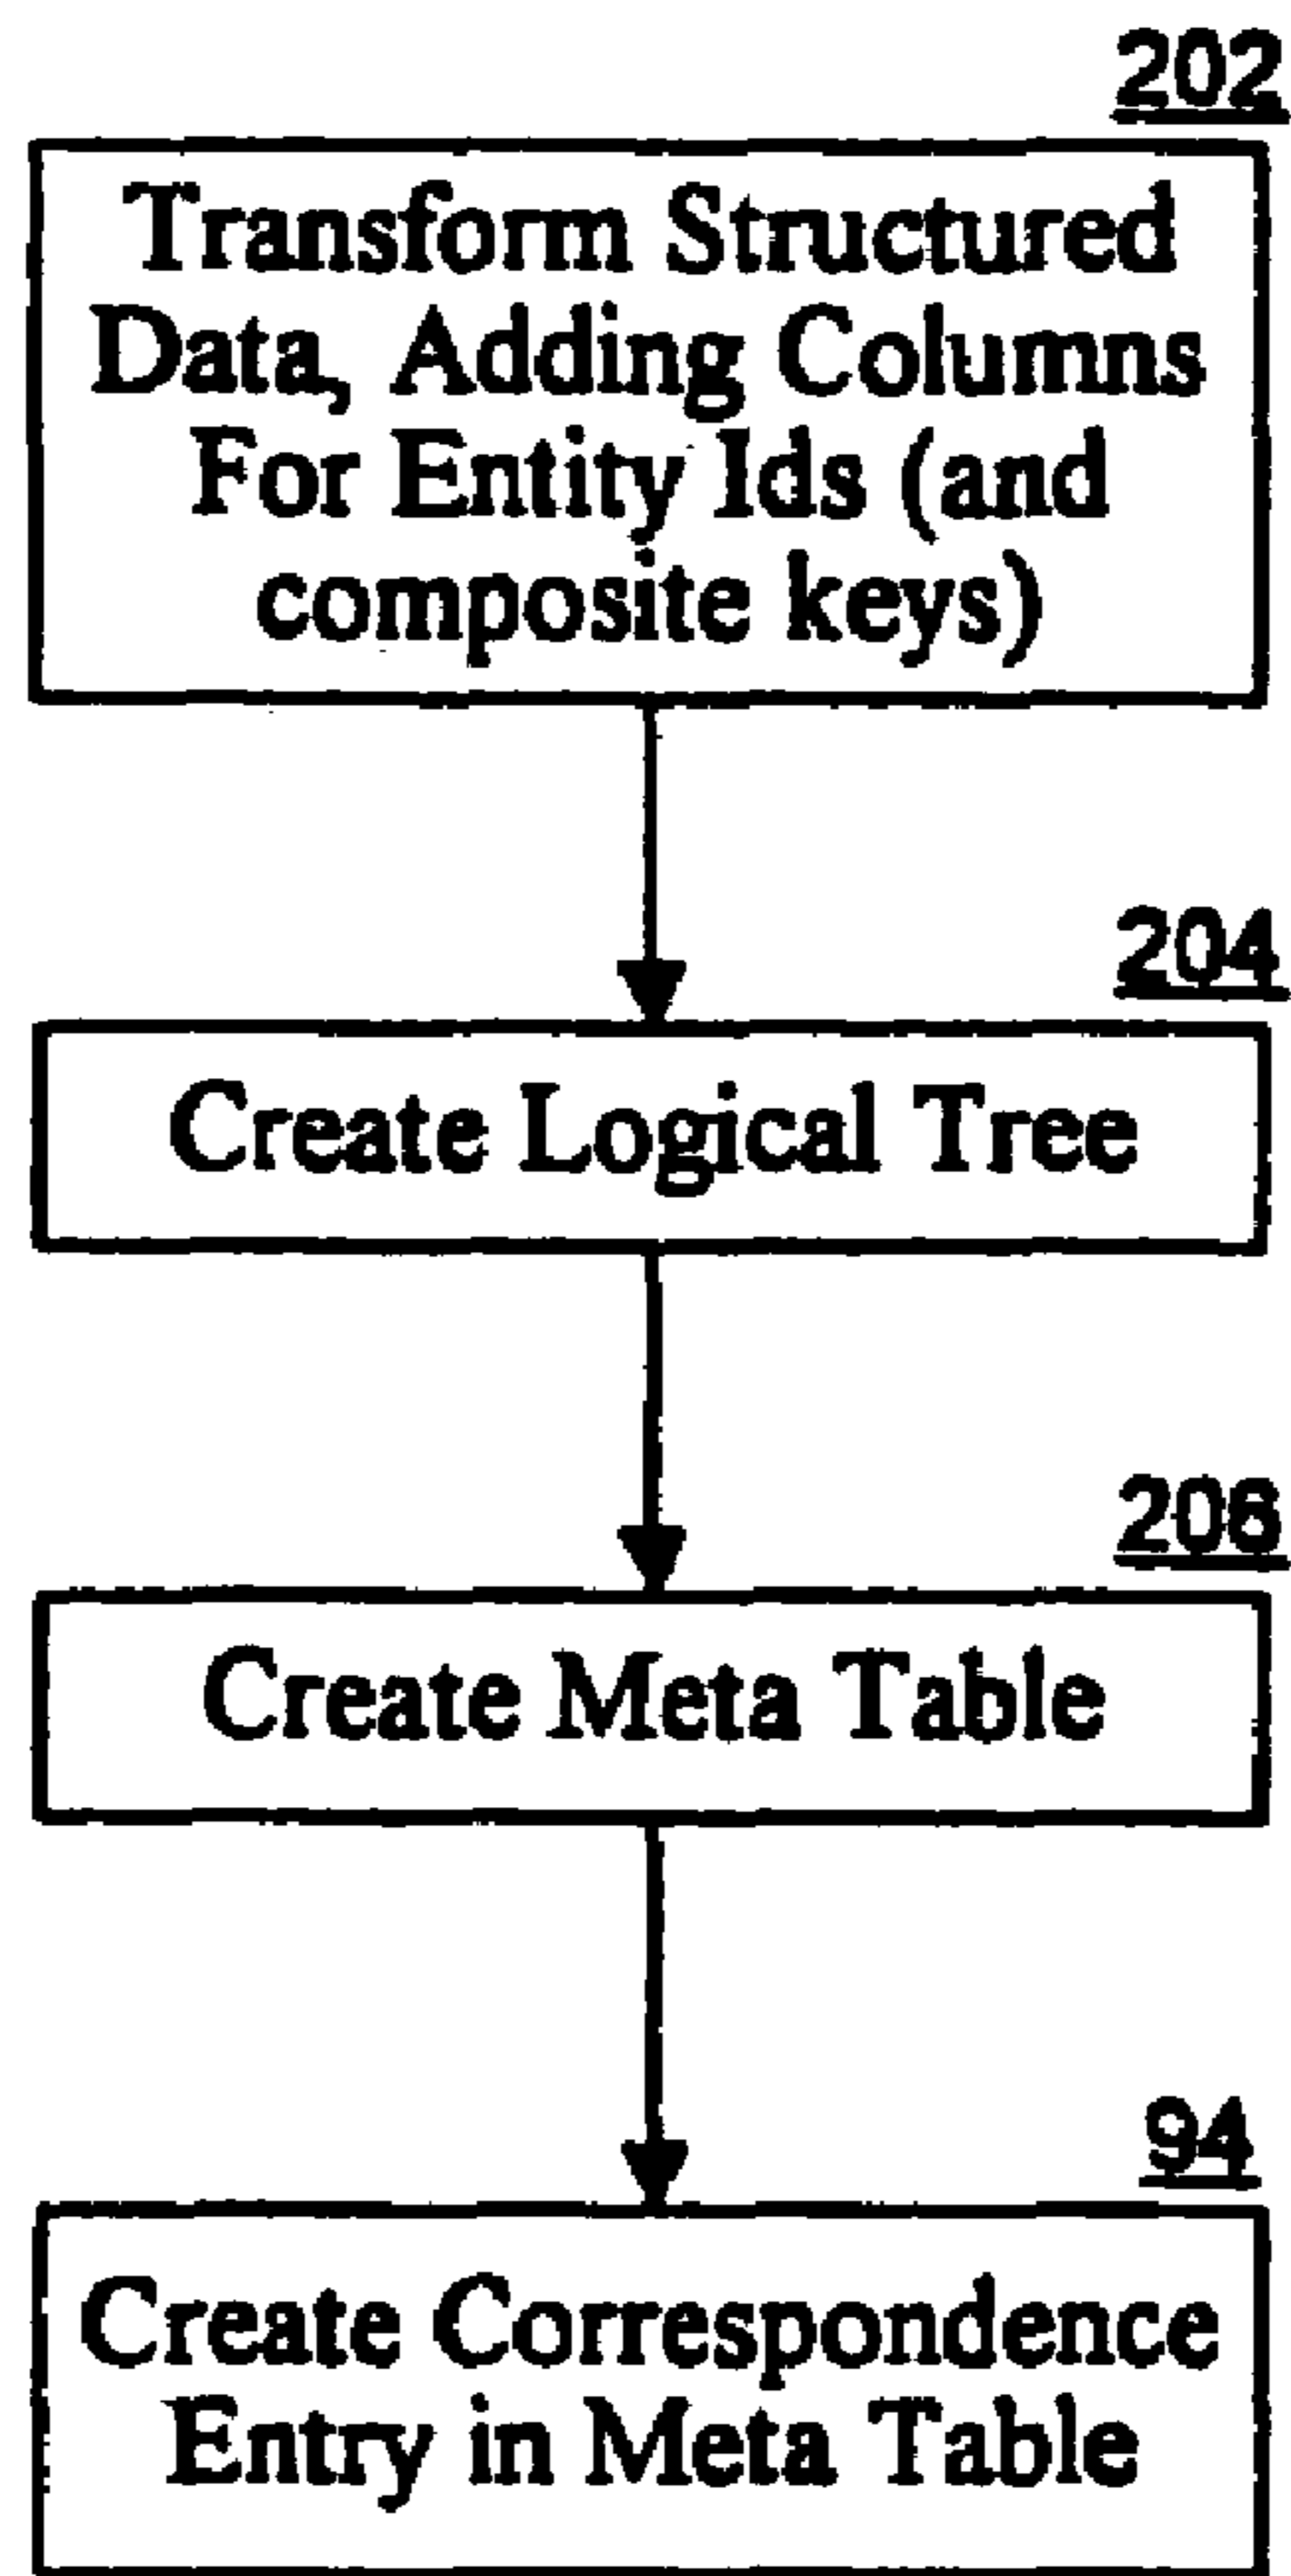 202
Transform Structured
Data, Adding Columns
For Entity Ids (and
composite keys)
204
Create Logical Tree
206
Create Meta Table
94
Create Correspondence
Entry in Meta Table